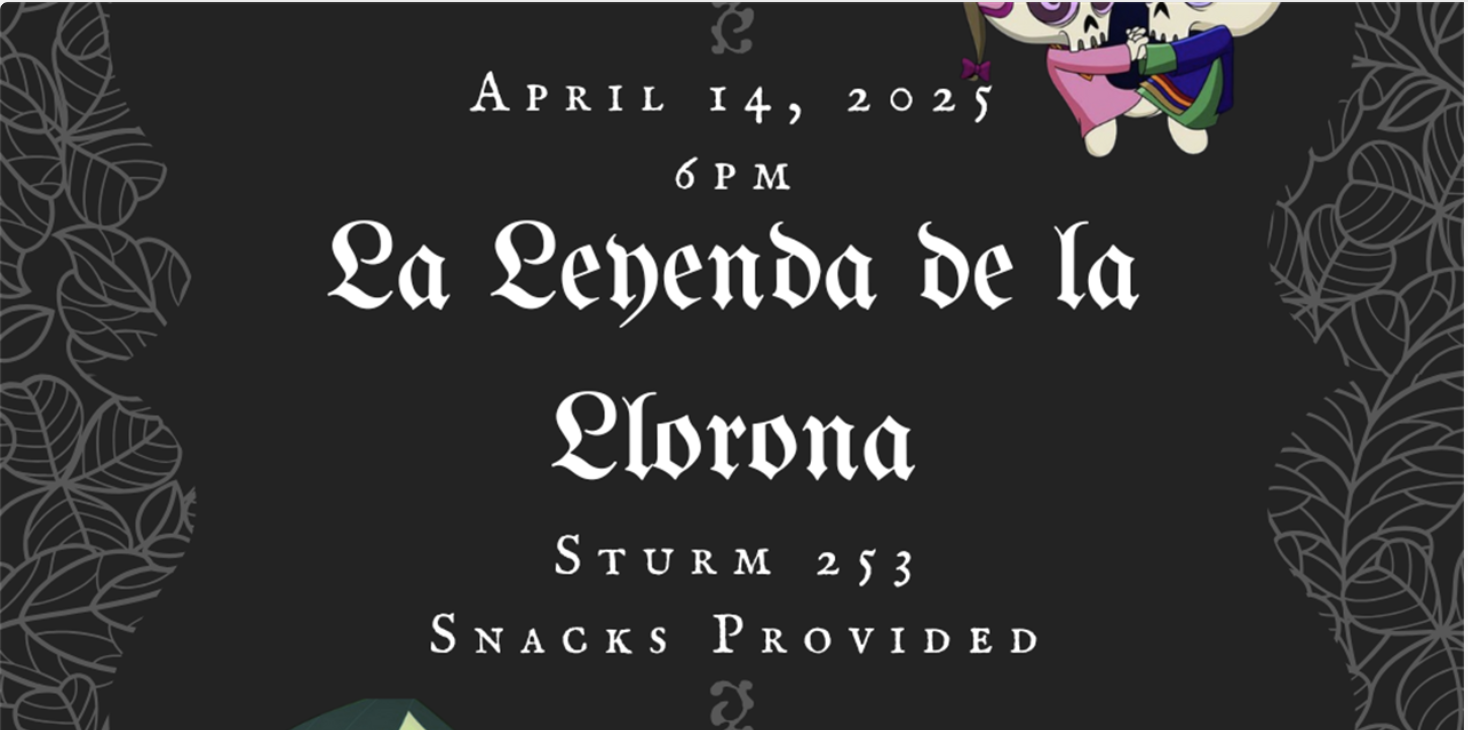 April 14, 2025
6PM
La Leyenda de la
Llorona
Sturm 253
Snacks Provided